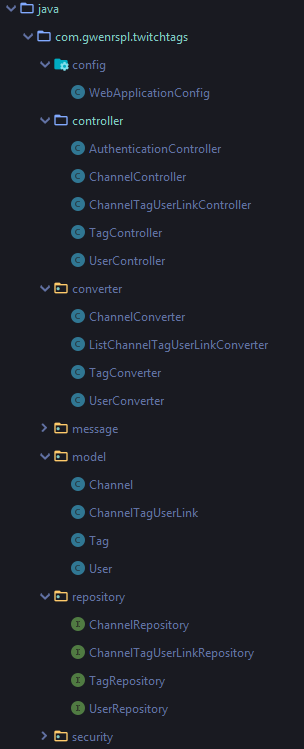 java
com.gwenrspl.twitchtags
config
WebApplicationConfig
controller
AuthenticationController
ChannelController
ChannelTagUserLinkController
TagController
UserController
converter
ChannelConverter
ListChannelTagUserLinkConverter
TagConverter
UserConverter
message
model
Channel
ChannelTagUserLink
Tag
User
repository
ChannelRepository
ChannelTagUserLinkRepository
TagRepository
UserRepository
security